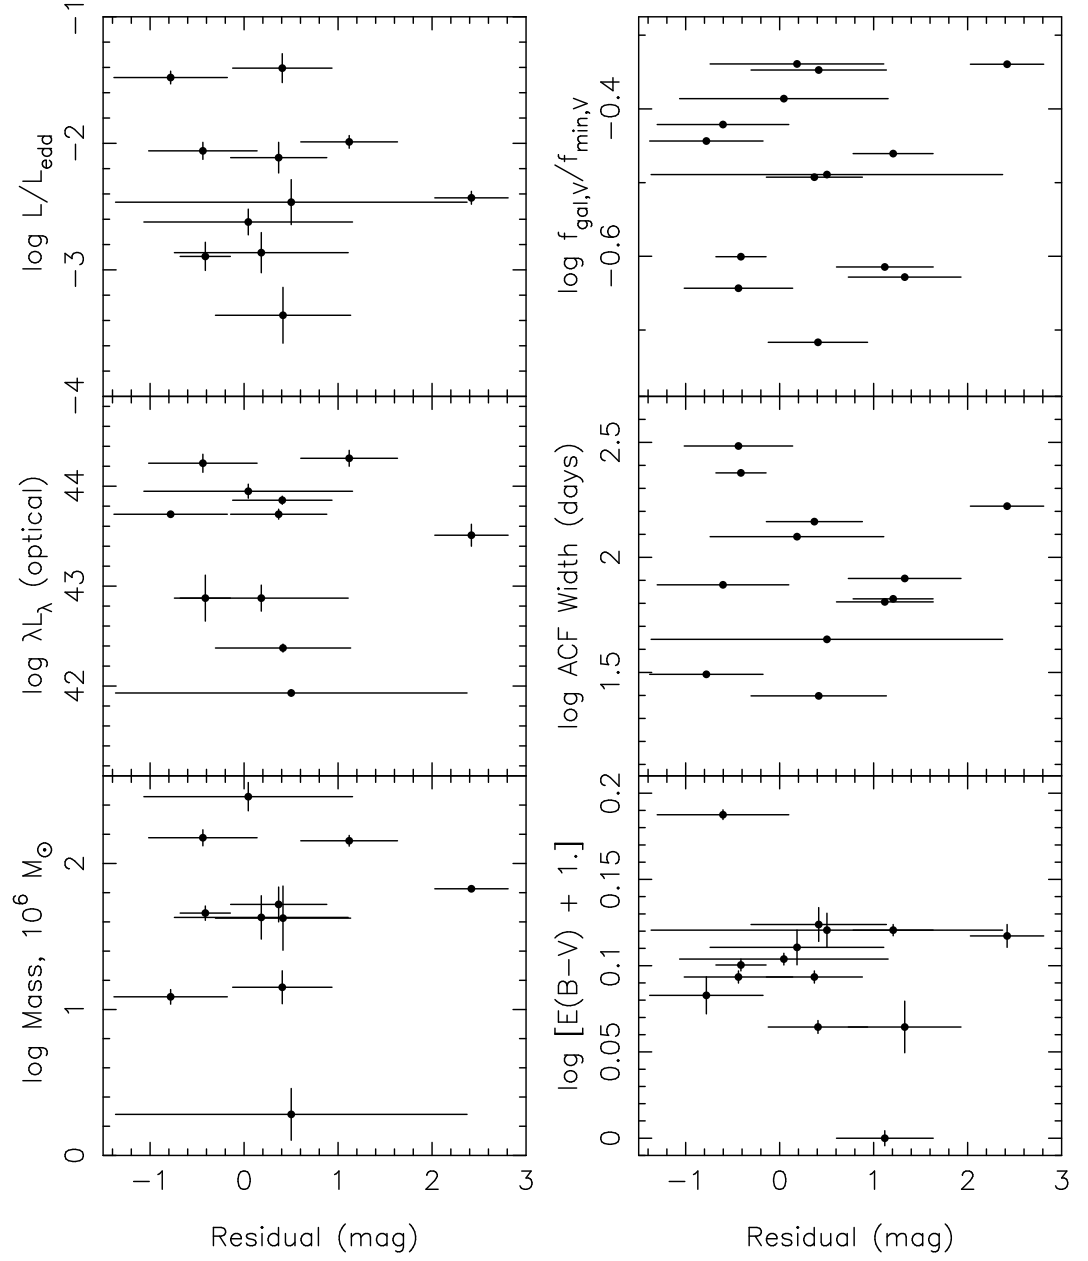 log L/L_edd
−1
−2
−3
−4
log f_gal,V/f_min,V
−0.4
−0.6
log λL_λ (optical)
44
43
42
log ACF Width (days)
2.5
2
1.5
log Mass, 10^6 M_⊙
2
1
0
log [E(B−V) + 1.]
0.2
0.15
0.1
0.05
0
−1 0 1 2 3
−1 0 1 2 3
Residual (mag)
Residual (mag)